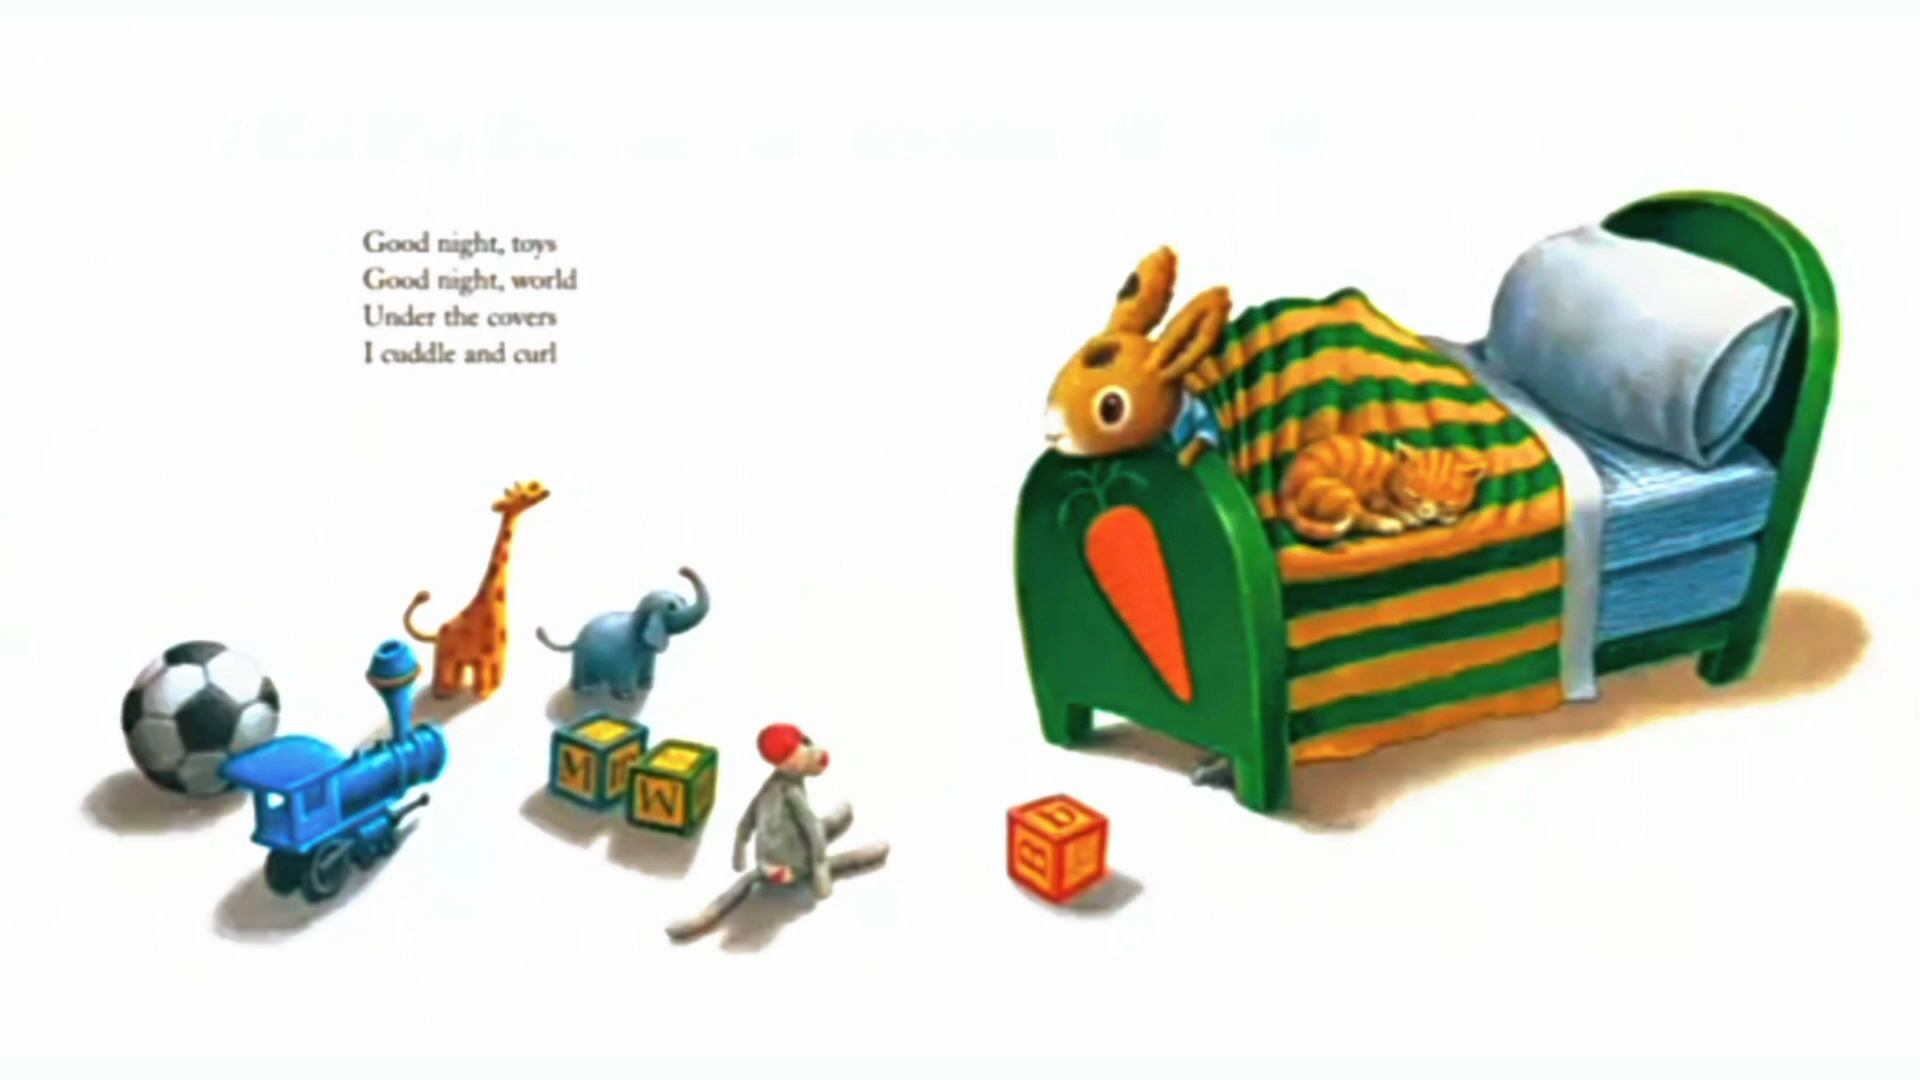 Good night, toys
Good night, world
Under the covers
I cuddle and curl
M
W
B